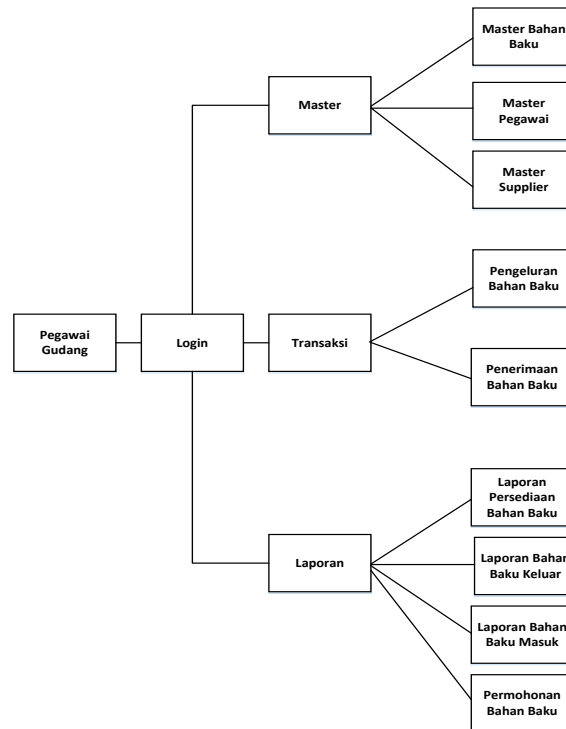 Master Bahan
Baku
Master
Master
Pegawai
Master
Supplier
Pengeluran
Bahan Baku
Pegawai
Gudang
Login
Transaksi
Penerimaan
Bahan Baku
Laporan
Persediaan
Bahan Baku
Laporan
Laporan Bahan
Baku Keluar
Laporan Bahan
Baku Masuk
Permohonan
Bahan Baku